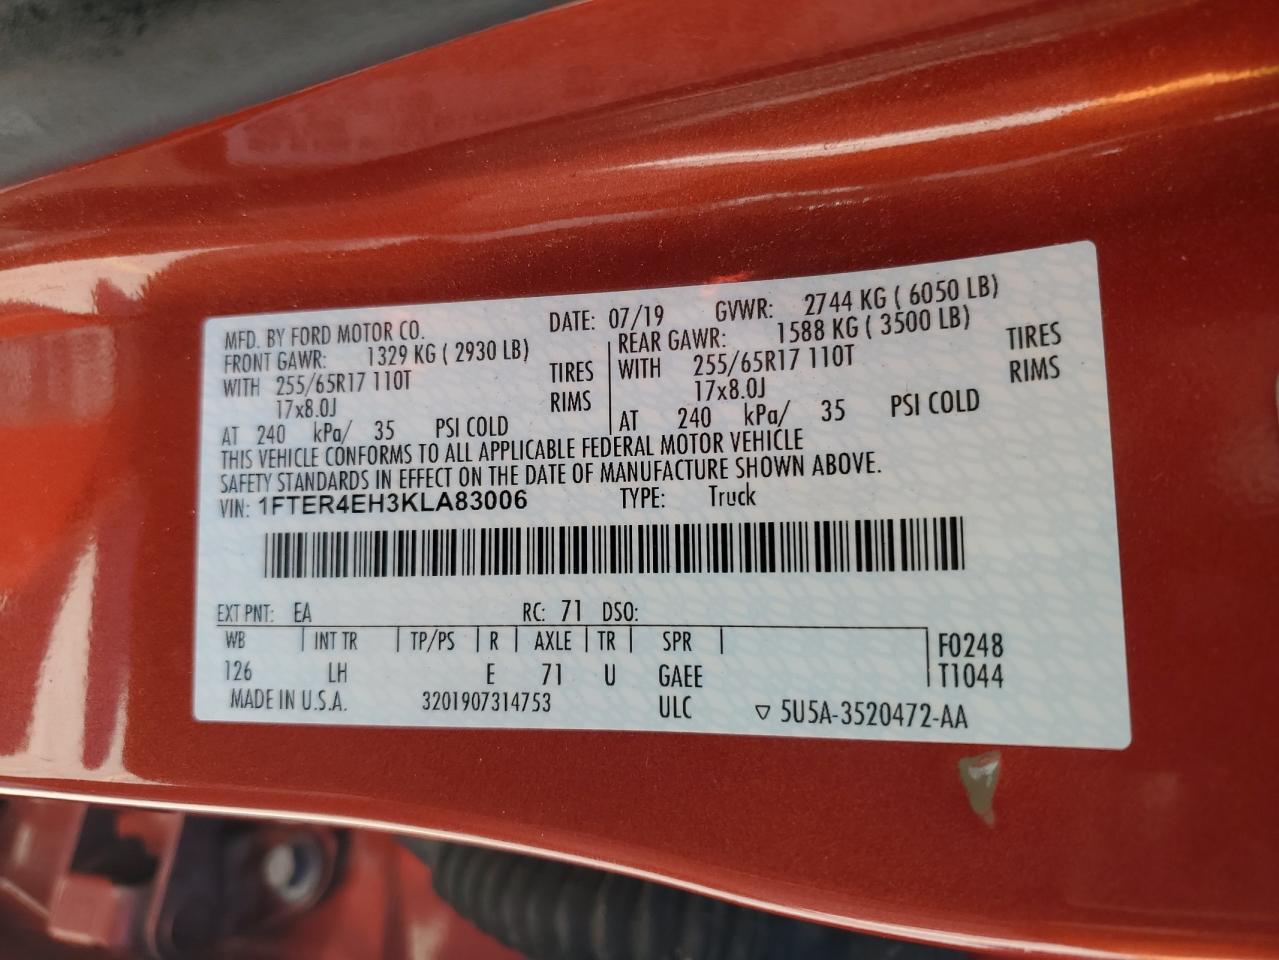 MFD. BY FORD MOTOR CO. DATE: 07/19 GVWR: 2744 KG ( 6050 LB)
FRONT GAWR: 1329 KG ( 2930 LB) REAR GAWR: 1588 KG ( 3500 LB)
WITH 255/65R17 110T TIRES WITH 255/65R17 110T TIRES
17x8.0J RIMS 17x8.0J RIMS
AT 240 kPa/ 35 PSI COLD AT 240 kPa/ 35 PSI COLD
THIS VEHICLE CONFORMS TO ALL APPLICABLE FEDERAL MOTOR VEHICLE
SAFETY STANDARDS IN EFFECT ON THE DATE OF MANUFACTURE SHOWN ABOVE.
VIN: 1FTER4EH3KLA83006 TYPE: Truck
EXT PNT: EA RC: 71 DSO:
WB INT TR TP/PS R AXLE TR SPR F0248
126 LH E 71 U GAEE T1044
MADE IN U.S.A. 3201907314753 ULC ▽ 5U5A-3520472-AA